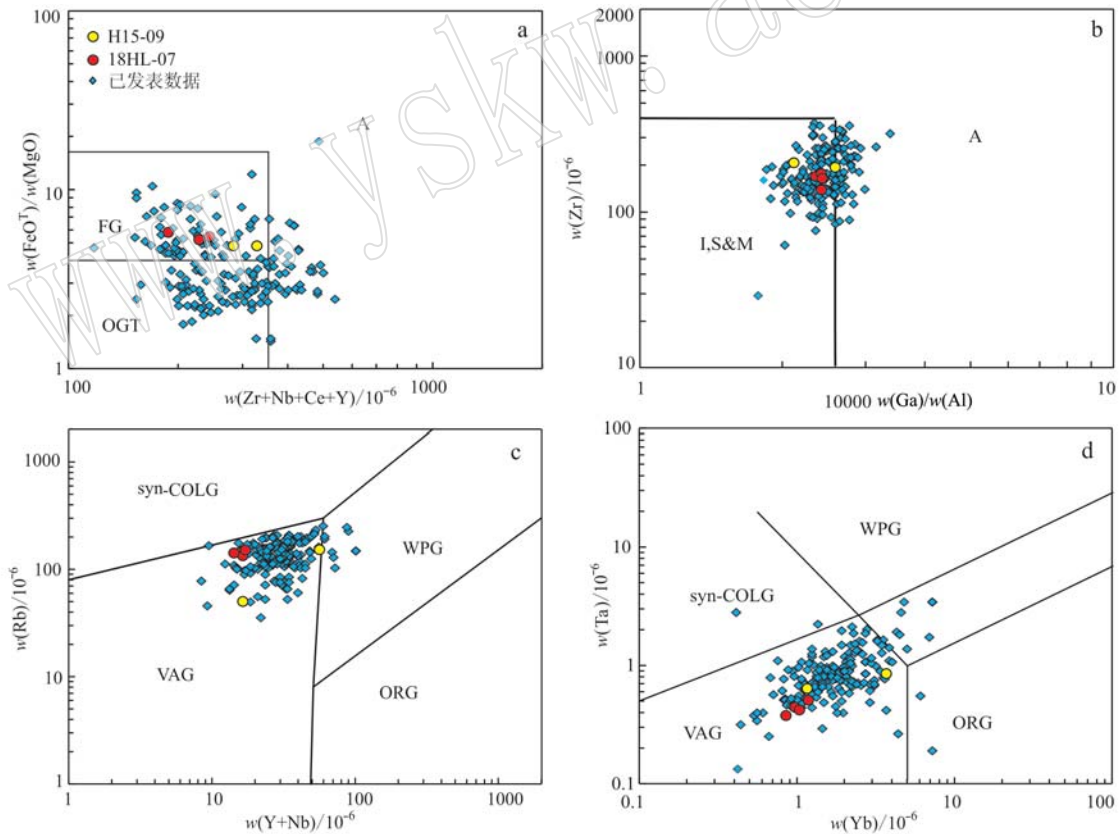 100
a
H15-09
18HL-07
已发表数据
A
10
FG
OGT
1
100
1000
w(FeOᵀ)/w(MgO)
w(Zr+Nb+Ce+Y)/10⁻⁶
2000
b
1000
A
100
I,S&M
10
1
10
w(Zr)/10⁻⁶
10000 w(Ga)/w(Al)
c
1000
syn-COLG
WPG
100
10
VAG
ORG
1
1
10
100
1000
w(Rb)/10⁻⁶
w(Y+Nb)/10⁻⁶
100
d
WPG
10
syn-COLG
1
VAG
ORG
0.1
0.1
1
10
100
w(Ta)/10⁻⁶
w(Yb)/10⁻⁶